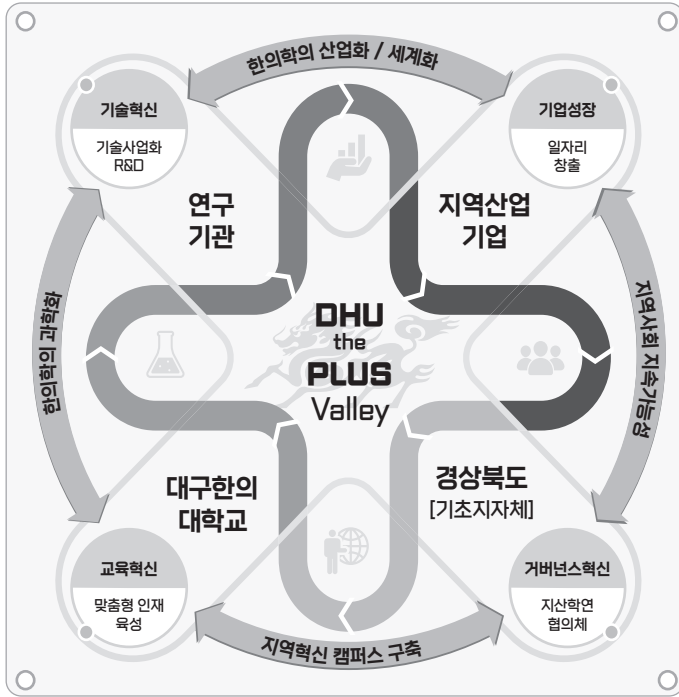 한의학의 산업화 / 세계화
기술혁신
기술사업화
R&D
기업성장
일자리
창출
연구
기관
지역산업
기업
한의학의 과학화
DHU
the
PLUS
Valley
지역사회 지속가능성
대구한의
대학교
경상북도
[기초지자체]
교육혁신
맞춤형 인재
육성
거버넌스혁신
지산학연
협의체
지역혁신 캠퍼스 구축